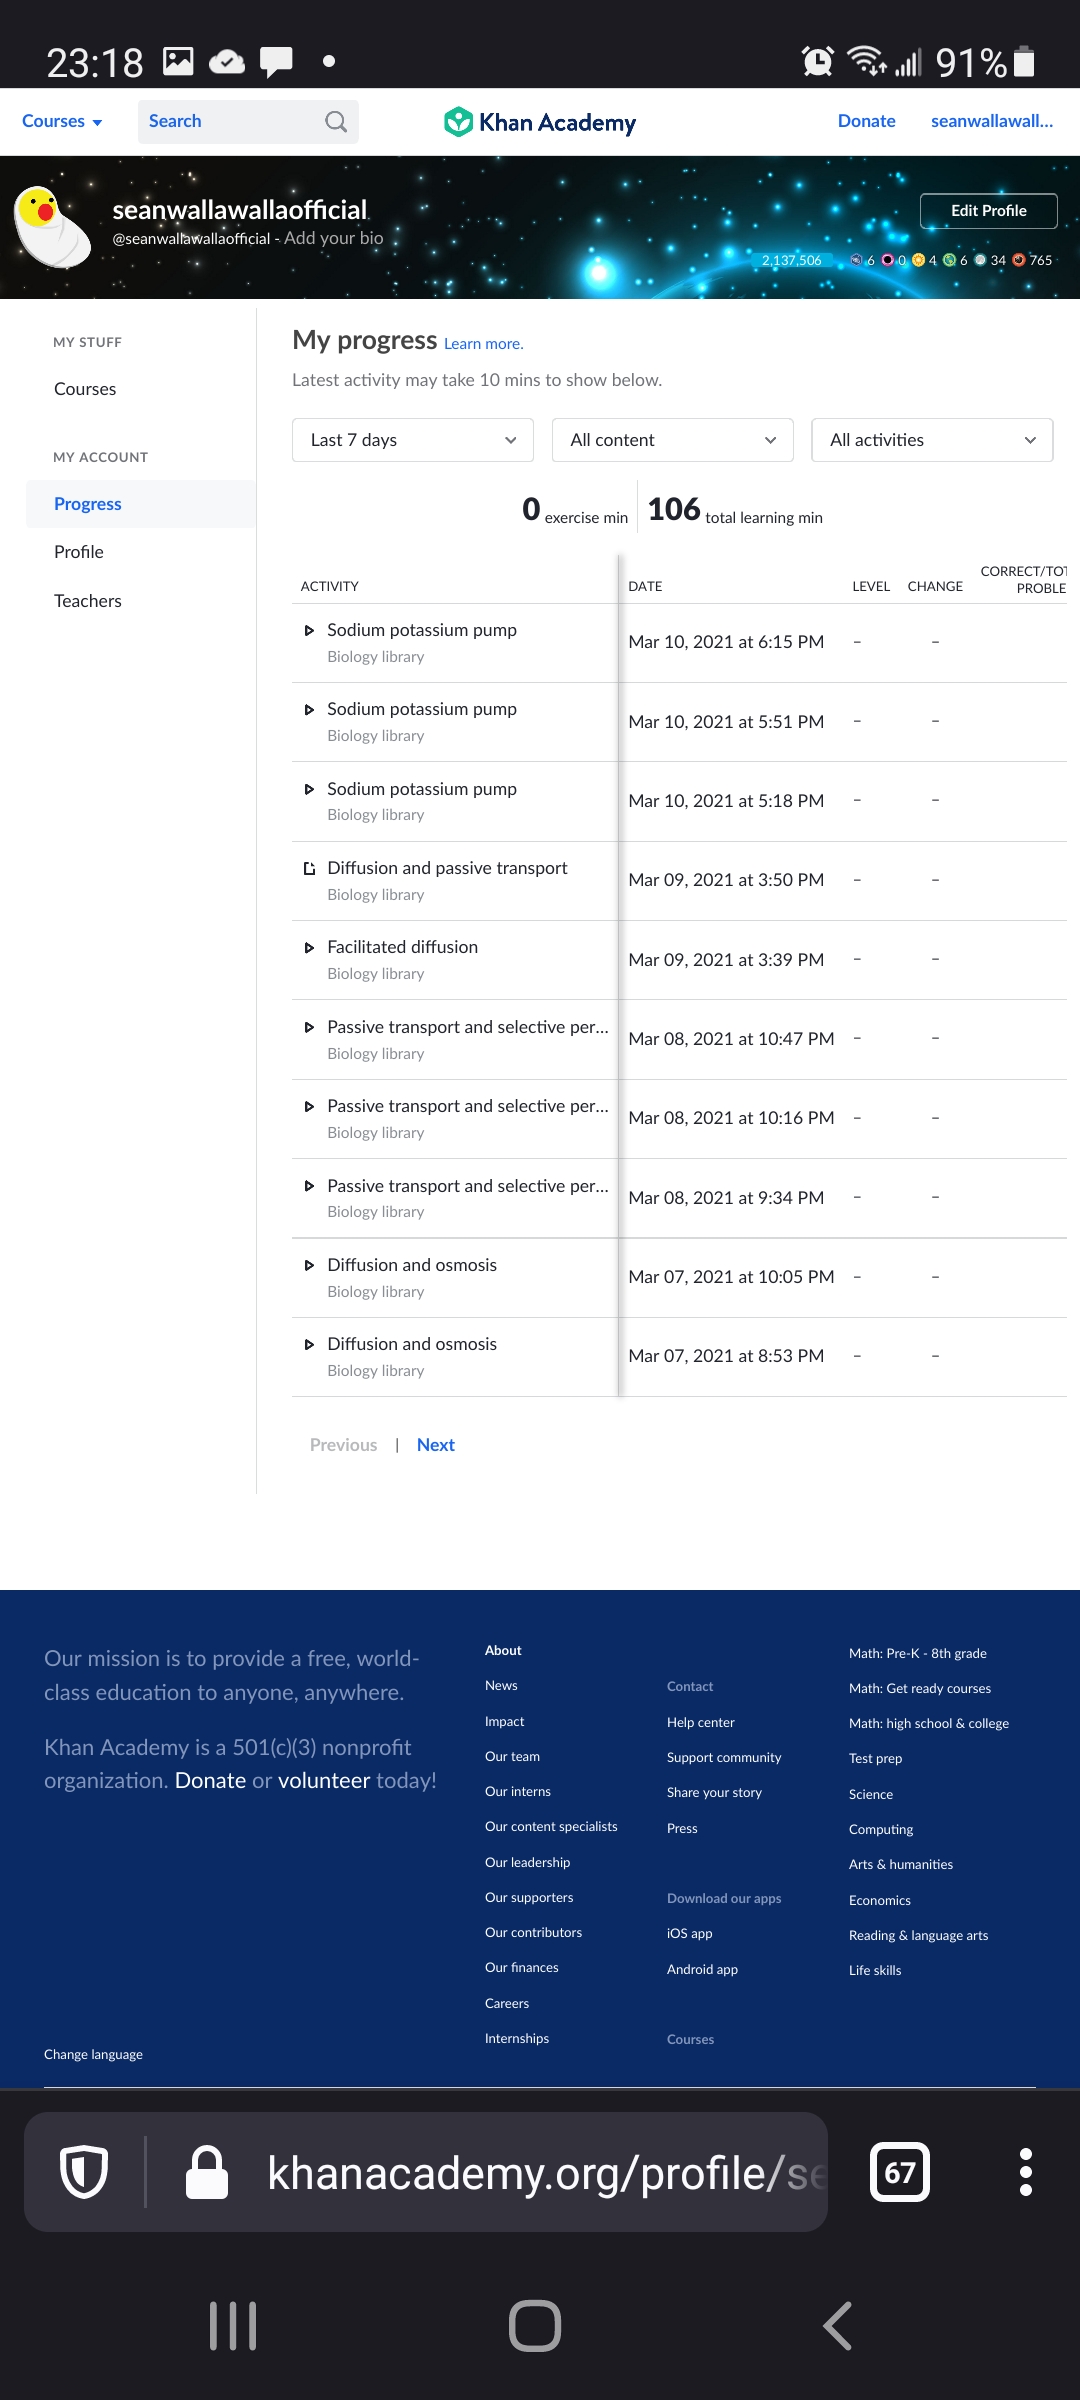 23:18 91%
Courses Search Khan Academy Donate seanwallawall...
seanwallawallaofficial
@seanwallawallaofficial - Add your bio
Edit Profile
2,137,506 6 0 4 6 34 765
MY STUFF
Courses
MY ACCOUNT
Progress
Profile
Teachers
My progress Learn more.
Latest activity may take 10 mins to show below.
Last 7 days All content All activities
0 exercise min 106 total learning min
ACTIVITY DATE LEVEL CHANGE CORRECT/TOT
PROBLE
Sodium potassium pump
Biology library
Mar 10, 2021 at 6:15 PM – –
Sodium potassium pump
Biology library
Mar 10, 2021 at 5:51 PM – –
Sodium potassium pump
Biology library
Mar 10, 2021 at 5:18 PM – –
Diffusion and passive transport
Biology library
Mar 09, 2021 at 3:50 PM – –
Facilitated diffusion
Biology library
Mar 09, 2021 at 3:39 PM – –
Passive transport and selective per...
Biology library
Mar 08, 2021 at 10:47 PM – –
Passive transport and selective per...
Biology library
Mar 08, 2021 at 10:16 PM – –
Passive transport and selective per...
Biology library
Mar 08, 2021 at 9:34 PM – –
Diffusion and osmosis
Biology library
Mar 07, 2021 at 10:05 PM – –
Diffusion and osmosis
Biology library
Mar 07, 2021 at 8:53 PM – –
Previous | Next
Our mission is to provide a free, world-
class education to anyone, anywhere.
Khan Academy is a 501(c)(3) nonprofit
organization. Donate or volunteer today!
Change language
About
News
Impact
Our team
Our interns
Our content specialists
Our leadership
Our supporters
Our contributors
Our finances
Careers
Internships
Contact
Help center
Support community
Share your story
Press
Download our apps
iOS app
Android app
Courses
Math: Pre-K - 8th grade
Math: Get ready courses
Math: high school & college
Test prep
Science
Computing
Arts & humanities
Economics
Reading & language arts
Life skills
khanacademy.org/profile/se
67